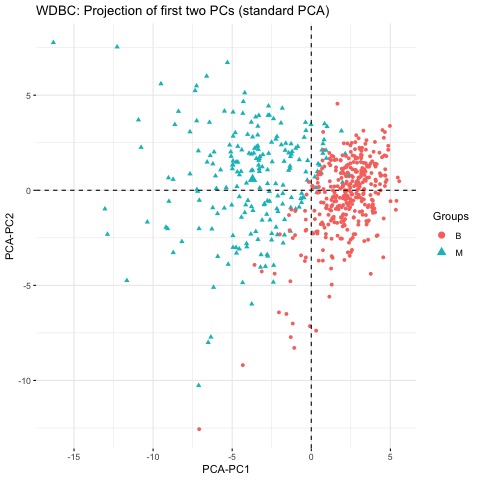 WDBC: Projection of first two PCs (standard PCA)
5
0
-5
-10
PCA-PC2
-15
-10
-5
0
5
PCA-PC1
Groups
B
M